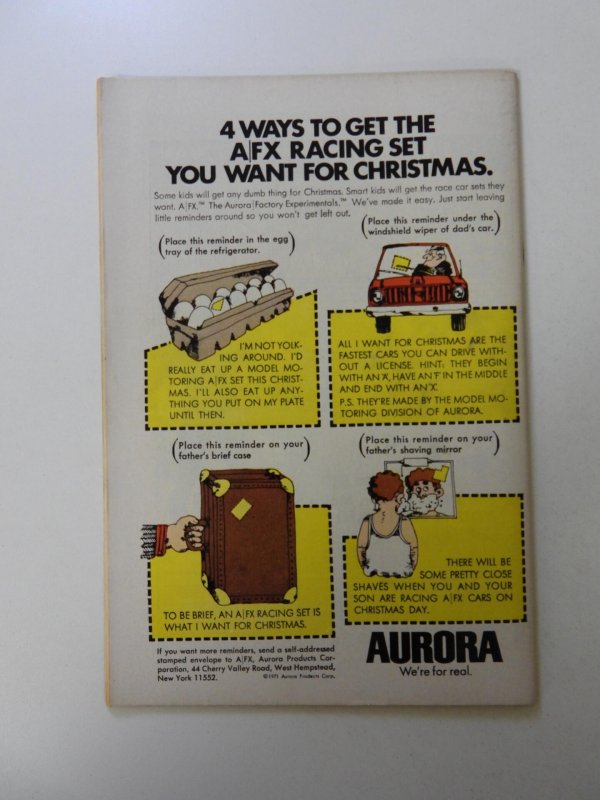 4 WAYS TO GET THE
A|FX RACING SET
YOU WANT FOR CHRISTMAS.
Some kids will get any dumb thing for Christmas. Smart kids will get the race car sets they
want. A|FX.™ The Aurora|Factory Experimentals.™ We've made it easy. Just start leaving
little reminders around so you won't get left out.
(Place this reminder in the egg
tray of the refrigerator.)
I'M NOT YOLK-
ING AROUND. I'D
REALLY EAT UP A MODEL MO-
TORING A|FX SET THIS CHRIST-
MAS. I'LL ALSO EAT UP ANY-
THING YOU PUT ON MY PLATE
UNTIL THEN.
(Place this reminder under the
windshield wiper of dad's car.)
ALL I WANT FOR CHRISTMAS ARE THE
FASTEST CARS YOU CAN DRIVE WITH-
OUT A LICENSE. HINT: THEY BEGIN
WITH AN 'A', HAVE AN 'F' IN THE MIDDLE
AND END WITH AN 'X'.
P.S. THEY'RE MADE BY THE MODEL MO-
TORING DIVISION OF AURORA.
(Place this reminder on your
father's brief case)
TO BE BRIEF, AN A|FX RACING SET IS
WHAT I WANT FOR CHRISTMAS.
(Place this reminder on your
father's shaving mirror)
THERE WILL BE
SOME PRETTY CLOSE
SHAVES WHEN YOU AND YOUR
SON ARE RACING A|FX CARS ON
CHRISTMAS DAY.
If you want more reminders, send a self-addressed
stamped envelope to A|FX, Aurora Products Cor-
poration, 44 Cherry Valley Road, West Hempstead,
New York 11552.
©1971 Aurora Products Corp.
AURORA
We're for real.